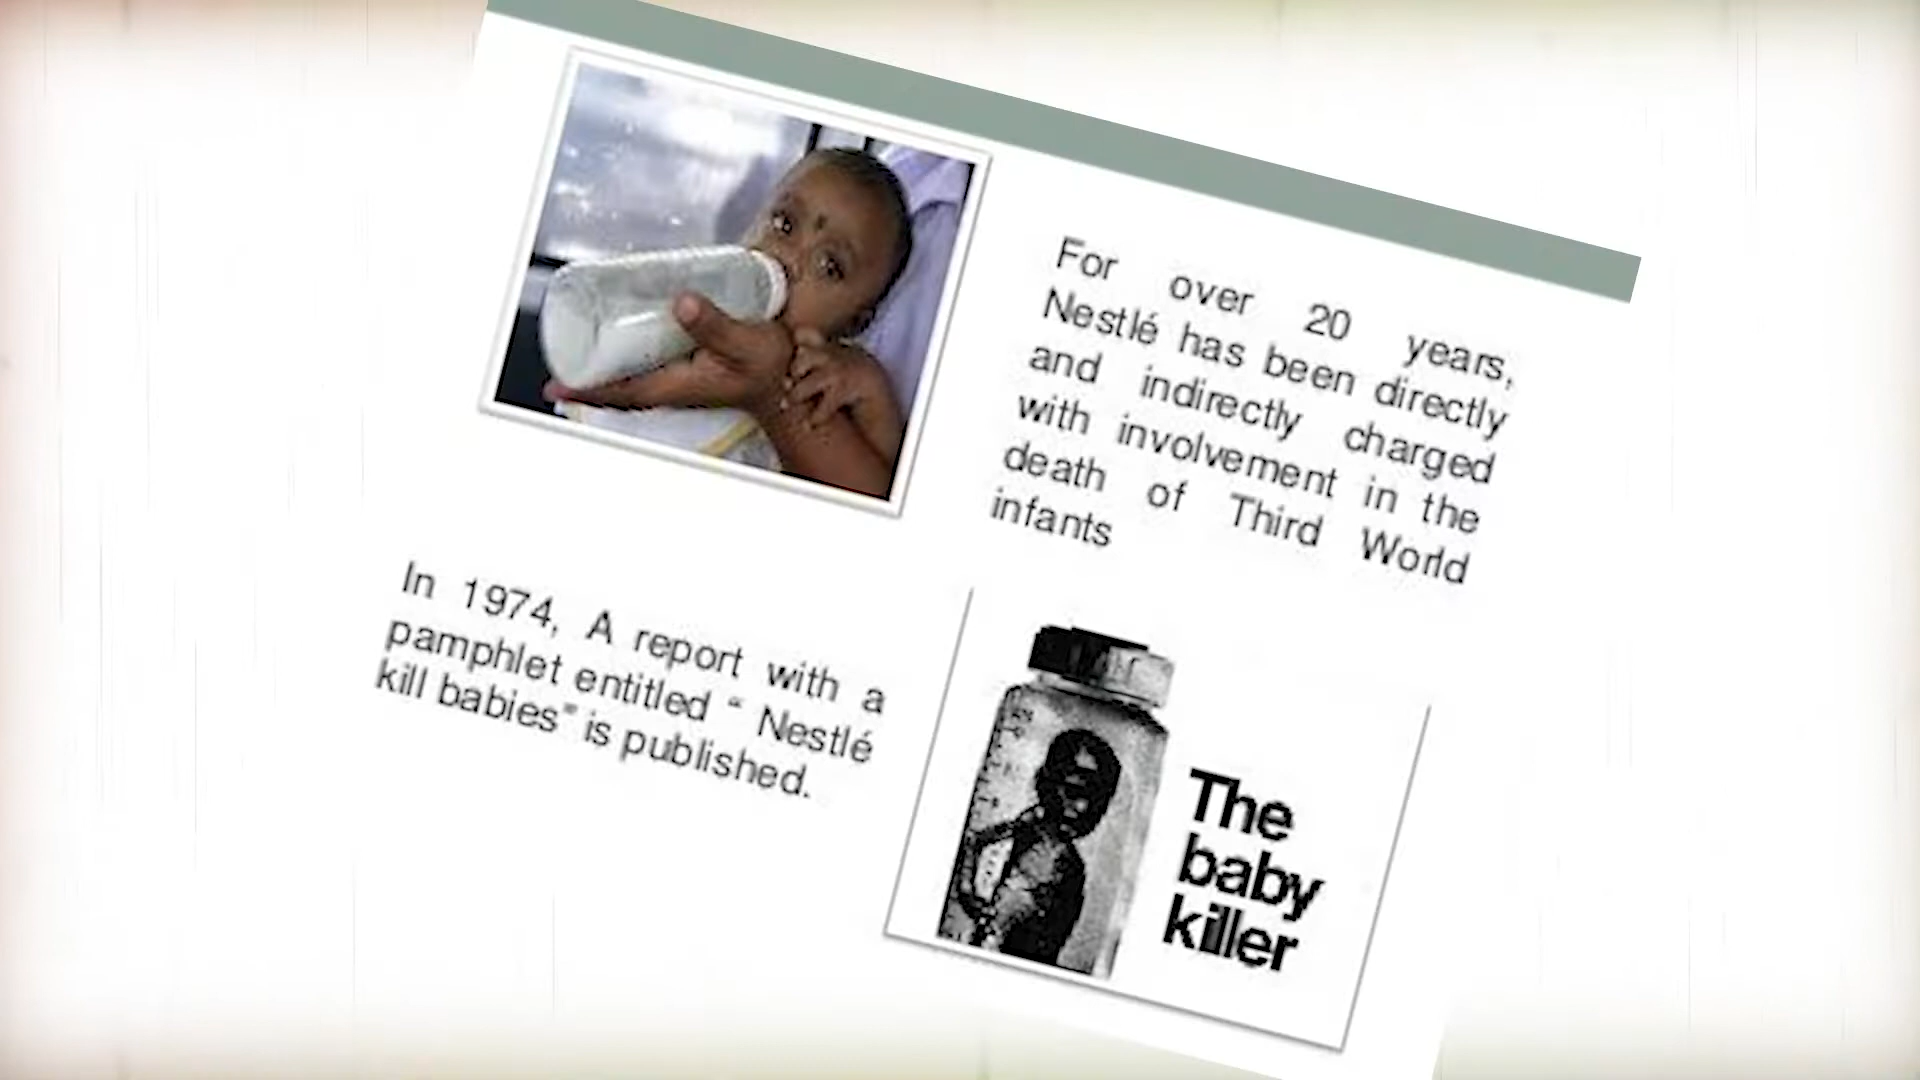 For over 20 years,
Nestlé has been directly
and indirectly charged
with involvement in the
death of Third World
infants
In 1974, A report with a
pamphlet entitled “ Nestlé
kill babies” is published.
The
baby
killer